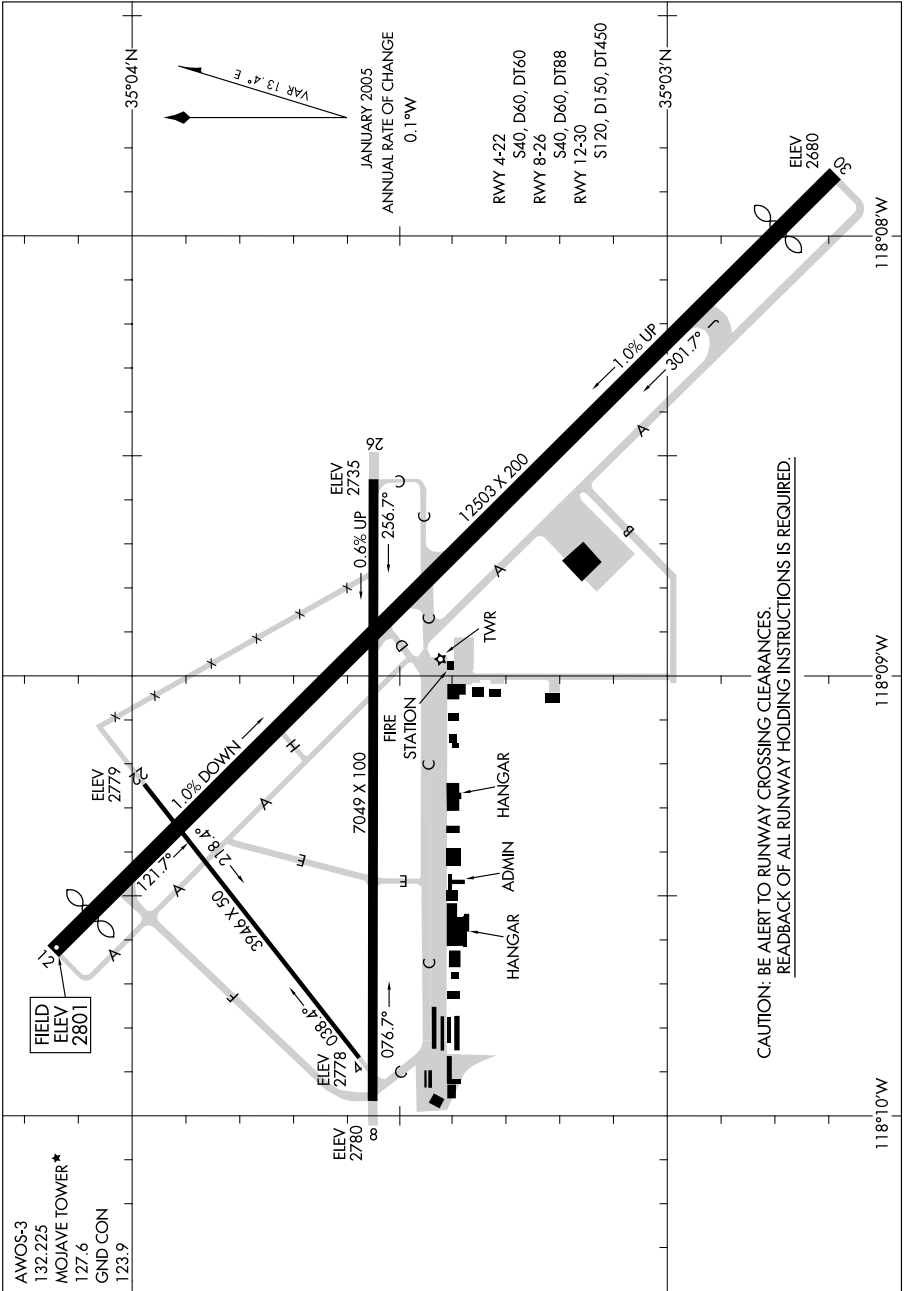 AWOS-3
132.225
MOJAVE TOWER★
127.6
GND CON
123.9
35°04'N
VAR 13.4° E
JANUARY 2005
ANNUAL RATE OF CHANGE
0.1°W
RWY 4-22
S40, D60, DT60
RWY 8-26
S40, D60, DT88
RWY 12-30
S120, D150, DT450
35°03'N
FIELD
ELEV
2801
12
A
121.7°
1.0% DOWN
ELEV
2779
22
218.4°
3946 X 50
038.4°
4
ELEV
2778
F
A
A
H
E
E
X
X
X
X
X
X
ELEV
2780
8
076.7°
7049 X 100
D
0.6% UP
256.7°
ELEV
2735
26
C
C
C
C
C
C
FIRE
STATION
TWR
HANGAR
ADMIN
HANGAR
12503 X 200
A
A
B
1.0% UP
301.7°
J
ELEV
2680
30
CAUTION: BE ALERT TO RUNWAY CROSSING CLEARANCES.
READBACK OF ALL RUNWAY HOLDING INSTRUCTIONS IS REQUIRED.
118°10'W
118°09'W
118°08'W